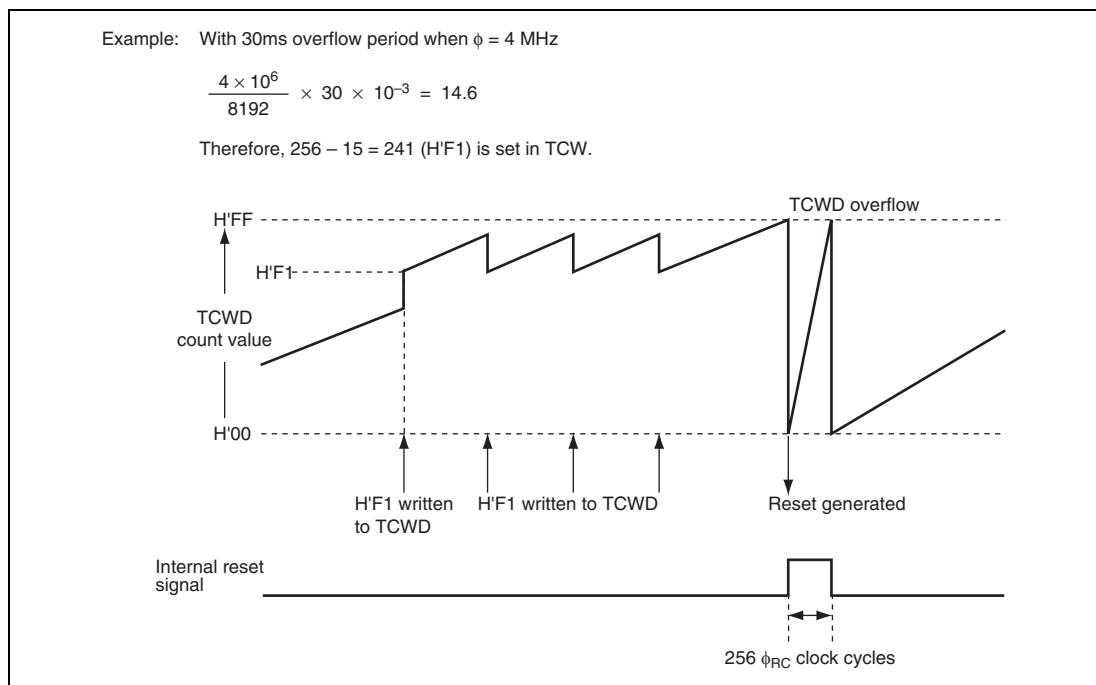 Example: With 30ms overflow period when ϕ = 4 MHz
4 × 10⁶
8192
× 30 × 10⁻³ = 14.6
Therefore, 256 – 15 = 241 (H'F1) is set in TCW.
TCWD overflow
H'FF
H'F1
TCWD
count value
H'00
H'F1 written
to TCWD
H'F1 written to TCWD
Reset generated
Internal reset
signal
256 ϕRC clock cycles